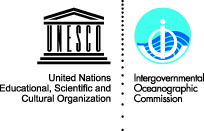 UNESCO
United Nations
Educational, Scientific and
Cultural Organization
Intergovernmental
Oceanographic
Commission